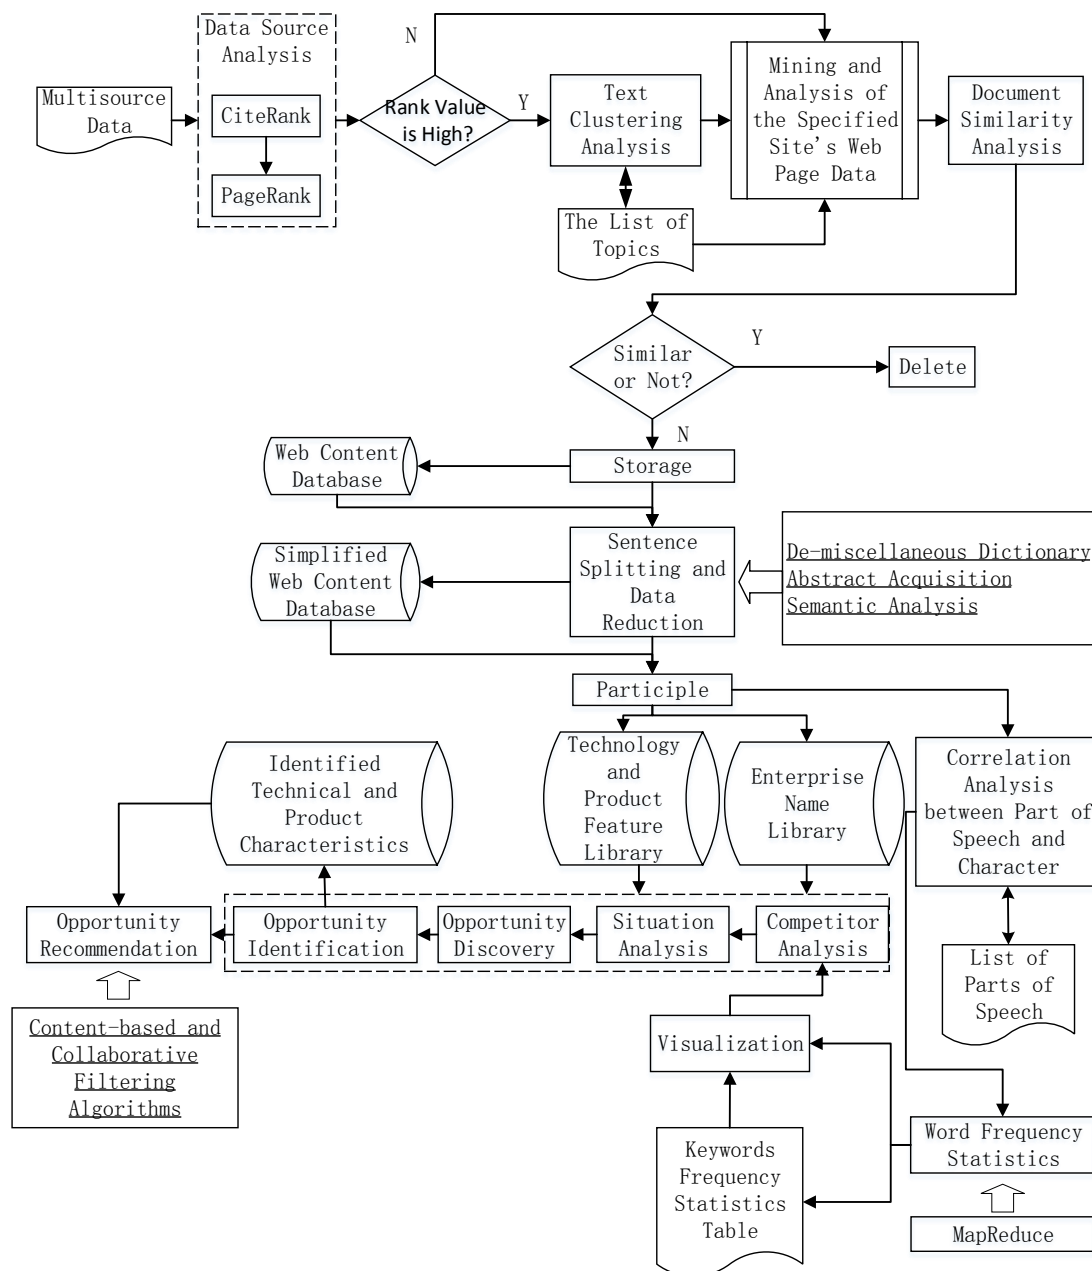 Data Source
Analysis
Multisource
Data
CiteRank
PageRank
N
Rank Value
is High?
Y
Text
Clustering
Analysis
The List of
Topics
Mining and
Analysis of
the Specified
Site's Web
Page Data
Document
Similarity
Analysis
Similar
or Not?
Y
Delete
N
Storage
Web Content
Database
Sentence
Splitting and
Data
Reduction
Simplified
Web Content
Database
De-miscellaneous Dictionary
Abstract Acquisition
Semantic Analysis
Participle
Identified
Technical and
Product
Characteristics
Technology
and
Product
Feature
Library
Enterprise
Name
Library
Correlation
Analysis
between Part of
Speech and
Character
Opportunity
Recommendation
Opportunity
Identification
Opportunity
Discovery
Situation
Analysis
Competitor
Analysis
List of
Parts of
Speech
Content-based and
Collaborative
Filtering
Algorithms
Visualization
Keywords
Frequency
Statistics
Table
Word Frequency
Statistics
MapReduce